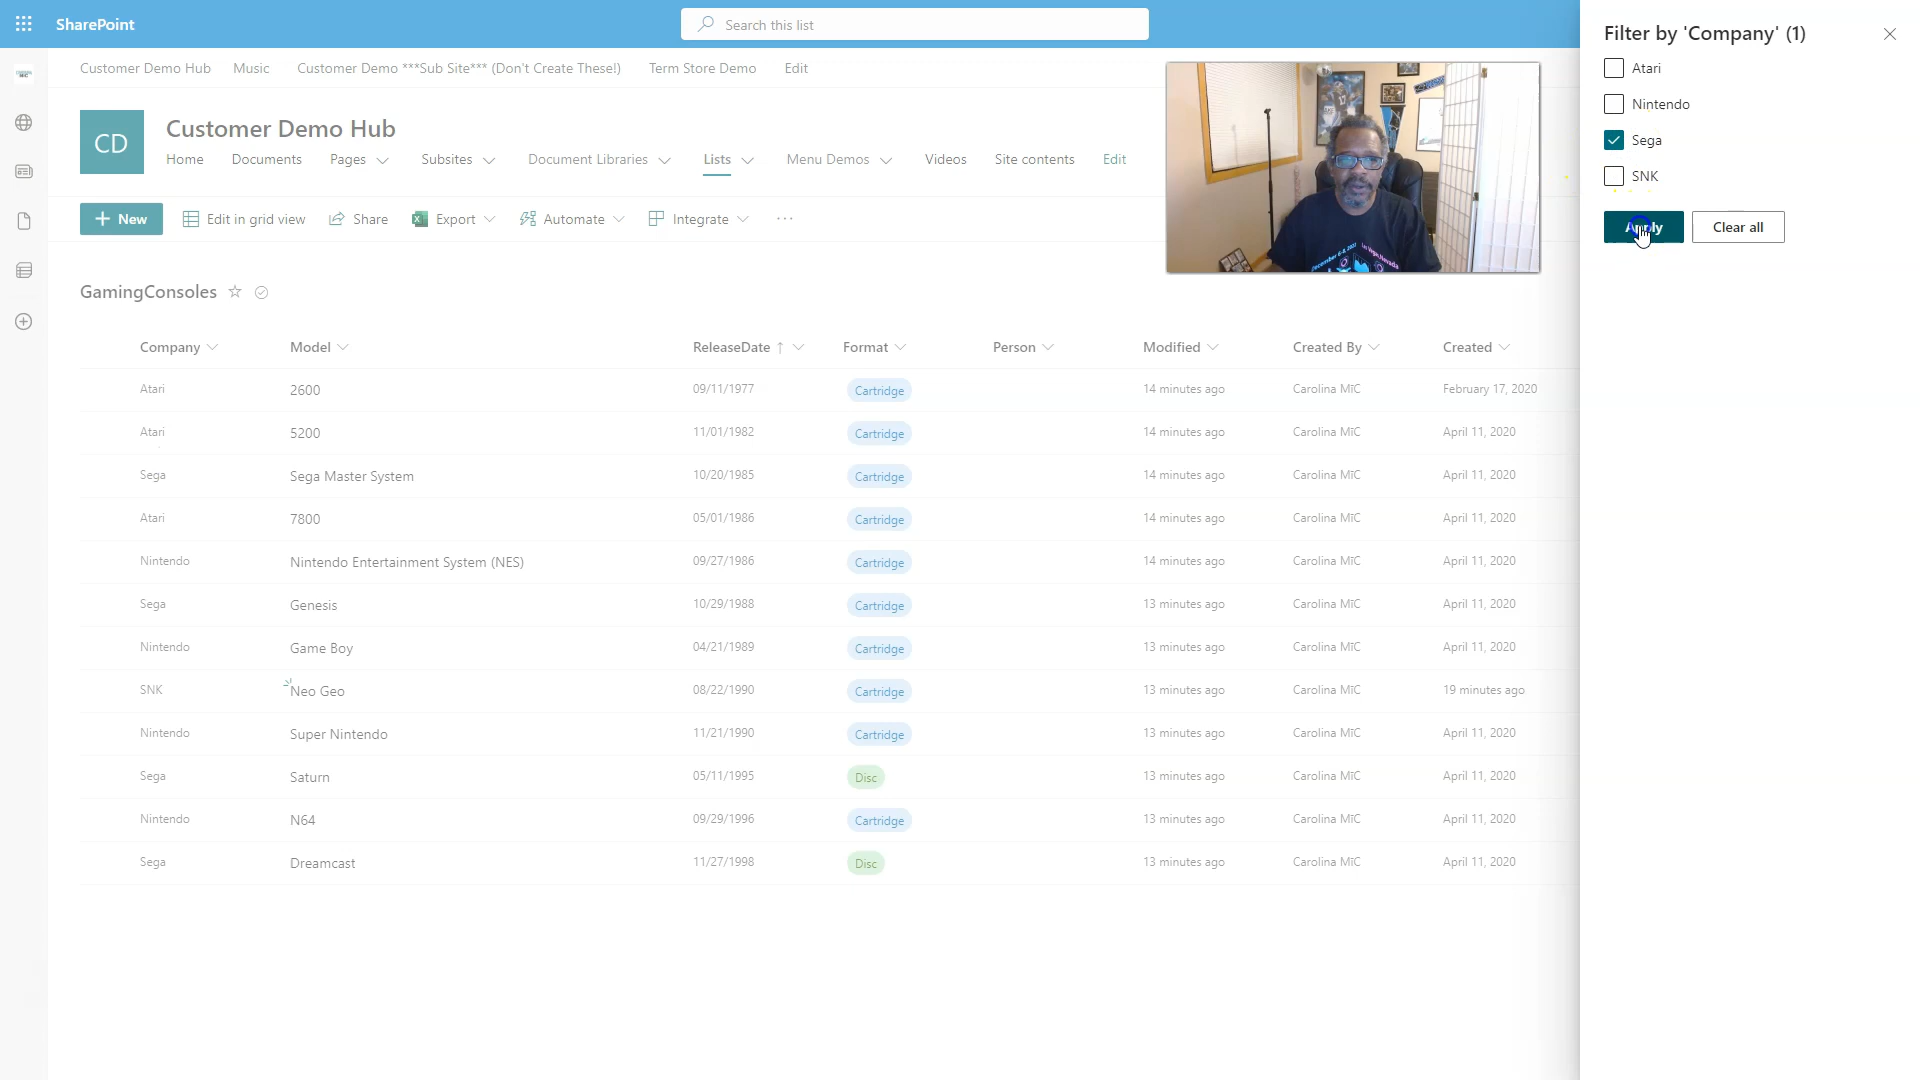 SharePoint
Search this list
Customer Demo Hub Music Customer Demo ***Sub Site*** (Don't Create These!) Term Store Demo Edit
CD
Customer Demo Hub
Home Documents Pages Subsites Document Libraries Lists Menu Demos Videos Site contents Edit
+ New Edit in grid view Share Export Automate Integrate ...
GamingConsoles
Company Model ReleaseDate ↑ Format Person Modified Created By Created
Atari 2600 09/11/1977 Cartridge 14 minutes ago Carolina MiC February 17, 2020
Atari 5200 11/01/1982 Cartridge 14 minutes ago Carolina MiC April 11, 2020
Sega Sega Master System 10/20/1985 Cartridge 14 minutes ago Carolina MiC April 11, 2020
Atari 7800 05/01/1986 Cartridge 14 minutes ago Carolina MiC April 11, 2020
Nintendo Nintendo Entertainment System (NES) 09/27/1986 Cartridge 14 minutes ago Carolina MiC April 11, 2020
Sega Genesis 10/29/1988 Cartridge 13 minutes ago Carolina MiC April 11, 2020
Nintendo Game Boy 04/21/1989 Cartridge 13 minutes ago Carolina MiC April 11, 2020
SNK Neo Geo 08/22/1990 Cartridge 13 minutes ago Carolina MiC 19 minutes ago
Nintendo Super Nintendo 11/21/1990 Cartridge 13 minutes ago Carolina MiC April 11, 2020
Sega Saturn 05/11/1995 Disc 13 minutes ago Carolina MiC April 11, 2020
Nintendo N64 09/29/1996 Cartridge 13 minutes ago Carolina MiC April 11, 2020
Sega Dreamcast 11/27/1998 Disc 13 minutes ago Carolina MiC April 11, 2020
Filter by 'Company' (1)
Atari
Nintendo
Sega
SNK
Apply Clear all